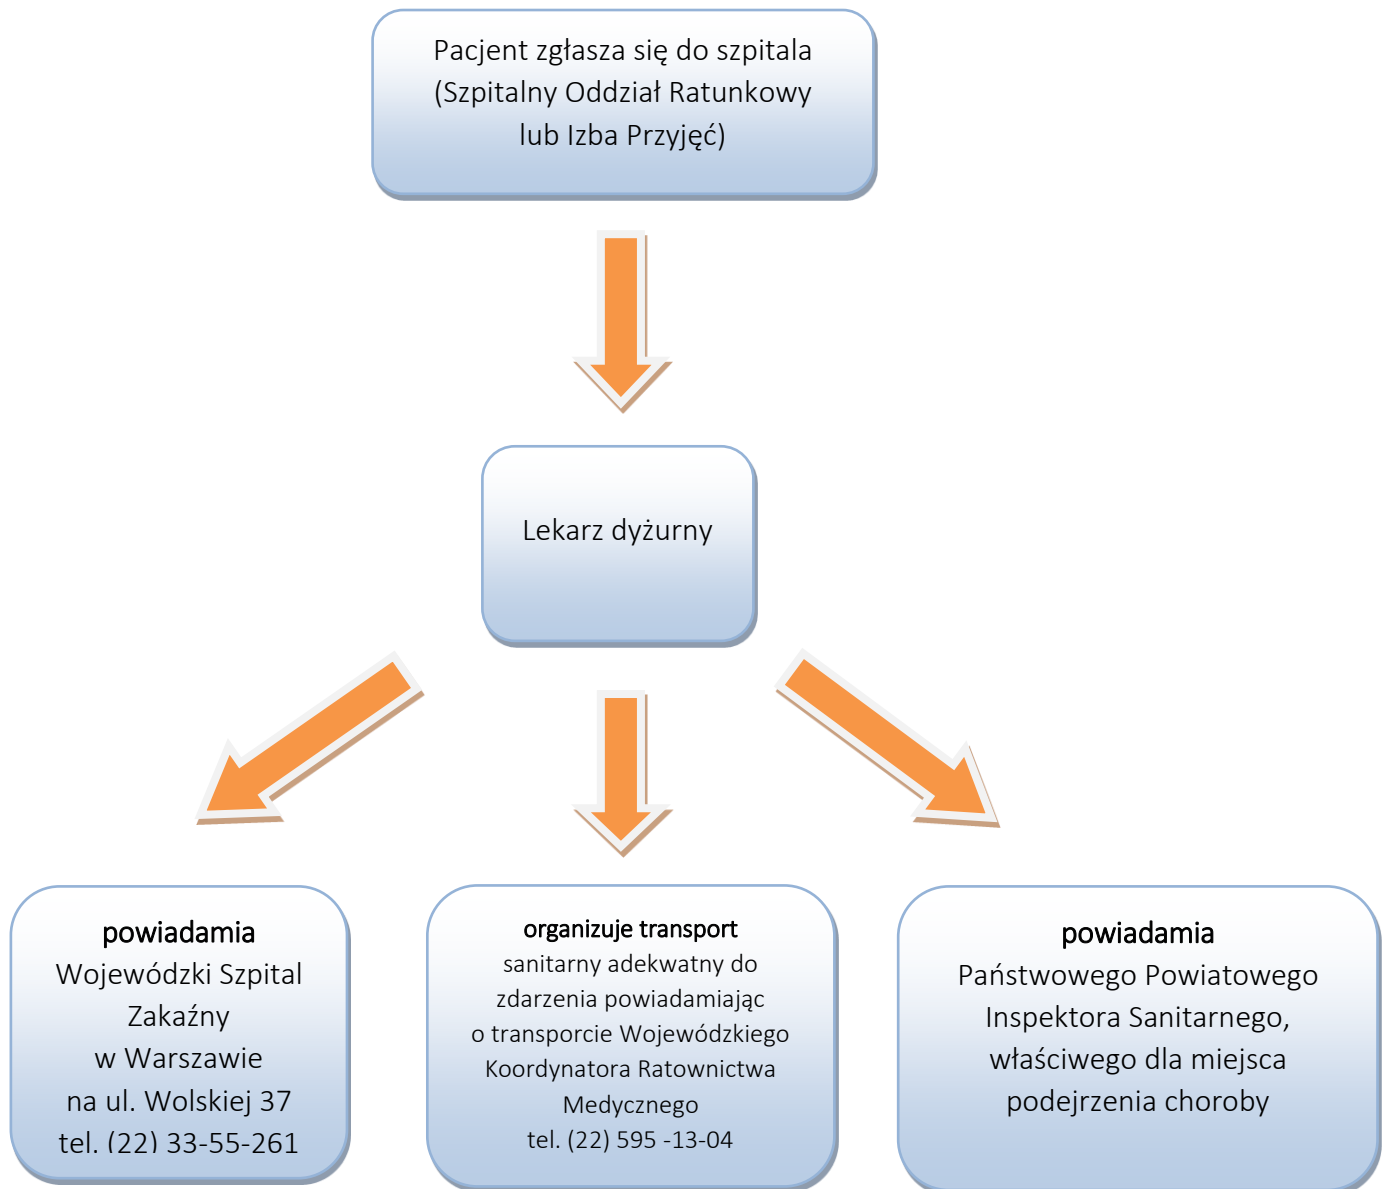 Pacjent zgłasza się do szpitala
(Szpitalny Oddział Ratunkowy
lub Izba Przyjęć)
Lekarz dyżurny
powiadamia
Wojewódzki Szpital
Zakaźny
w Warszawie
na ul. Wolskiej 37
tel. (22) 33-55-261
organizuje transport
sanitarny adekwatny do
zdarzenia powiadamiając
o transporcie Wojewódzkiego
Koordynatora Ratownictwa
Medycznego
tel. (22) 595 -13-04
powiadamia
Państwowego Powiatowego
Inspektora Sanitarnego,
właściwego dla miejsca
podejrzenia choroby